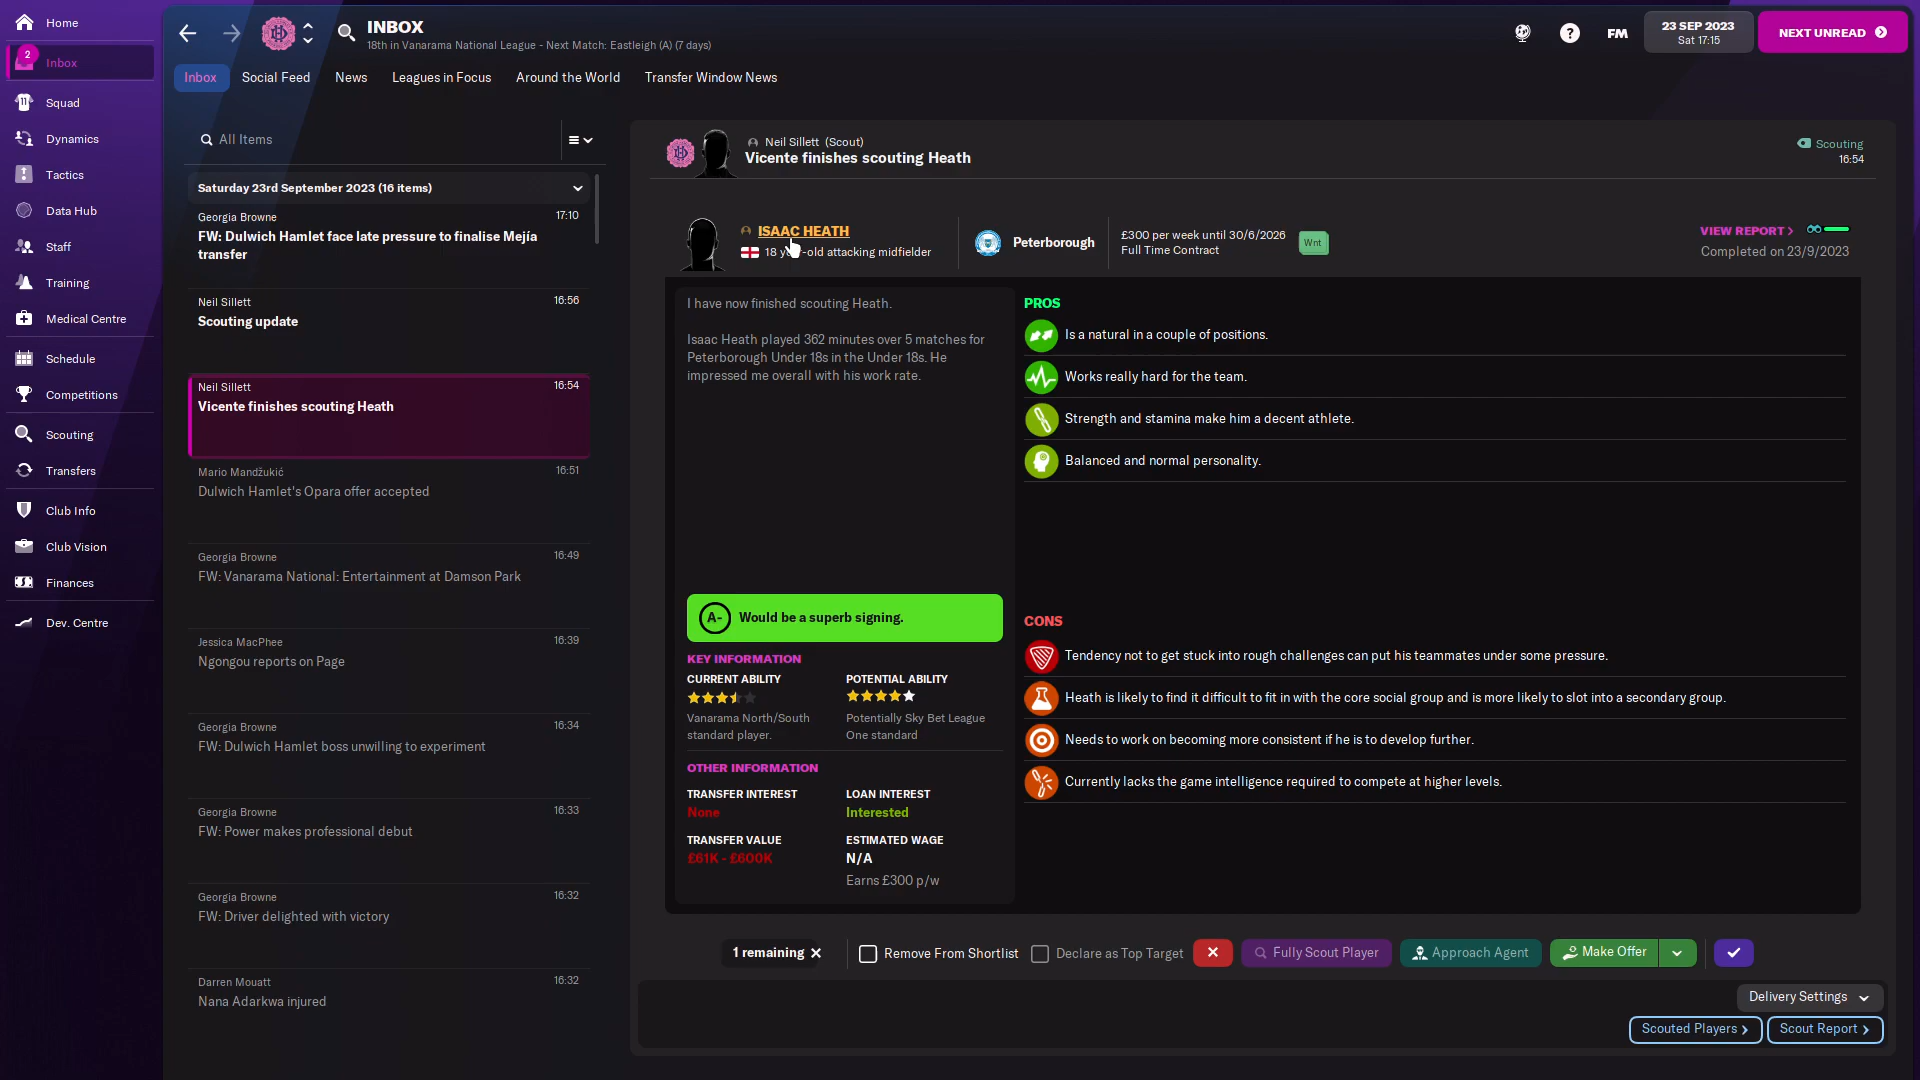 Home
2
Inbox
Squad
Dynamics
Tactics
Data Hub
Staff
Training
Medical Centre
Schedule
Competitions
Scouting
Transfers
Club Info
Club Vision
Finances
Dev. Centre
INBOX
18th in Vanarama National League - Next Match: Eastleigh (A) (7 days)
?
FM
23 SEP 2023
Sat 17:15
NEXT UNREAD
Inbox
Social Feed
News
Leagues in Focus
Around the World
Transfer Window News
All Items
Saturday 23rd September 2023 (16 items)
Georgia Browne
17:10
FW: Dulwich Hamlet face late pressure to finalise Mejía
transfer
Neil Sillett
16:56
Scouting update
Neil Sillett
16:54
Vicente finishes scouting Heath
Mario Mandžukić
16:51
Dulwich Hamlet's Opara offer accepted
Georgia Browne
16:49
FW: Vanarama National: Entertainment at Damson Park
Jessica MacPhee
16:39
Ngongou reports on Page
Georgia Browne
16:34
FW: Dulwich Hamlet boss unwilling to experiment
Georgia Browne
16:33
FW: Power makes professional debut
Georgia Browne
16:32
FW: Driver delighted with victory
Darren Mouatt
16:32
Nana Adarkwa injured
Neil Sillett (Scout)
Vicente finishes scouting Heath
Scouting
16:54
ISAAC HEATH
-old attacking midfielder
Peterborough
£300 per week until 30/6/2026
Full Time Contract
Wnt
VIEW REPORT >
Completed on 23/9/2023
I have now finished scouting Heath.
Isaac Heath played 362 minutes over 5 matches for
Peterborough Under 18s in the Under 18s. He
impressed me overall with his work rate.
A- Would be a superb signing.
KEY INFORMATION
CURRENT ABILITY
Vanarama North/South
standard player.
POTENTIAL ABILITY
Potentially Sky Bet League
One standard
OTHER INFORMATION
TRANSFER INTEREST
None
LOAN INTEREST
Interested
TRANSFER VALUE
£61K - £600K
ESTIMATED WAGE
N/A
Earns £300 p/w
PROS
Is a natural in a couple of positions.
Works really hard for the team.
Strength and stamina make him a decent athlete.
Balanced and normal personality.
CONS
Tendency not to get stuck into rough challenges can put his teammates under some pressure.
Heath is likely to find it difficult to fit in with the core social group and is more likely to slot into a secondary group.
Needs to work on becoming more consistent if he is to develop further.
Currently lacks the game intelligence required to compete at higher levels.
1 remaining
Remove From Shortlist
Declare as Top Target
Fully Scout Player
Approach Agent
Make Offer
Delivery Settings
Scouted Players >
Scout Report >